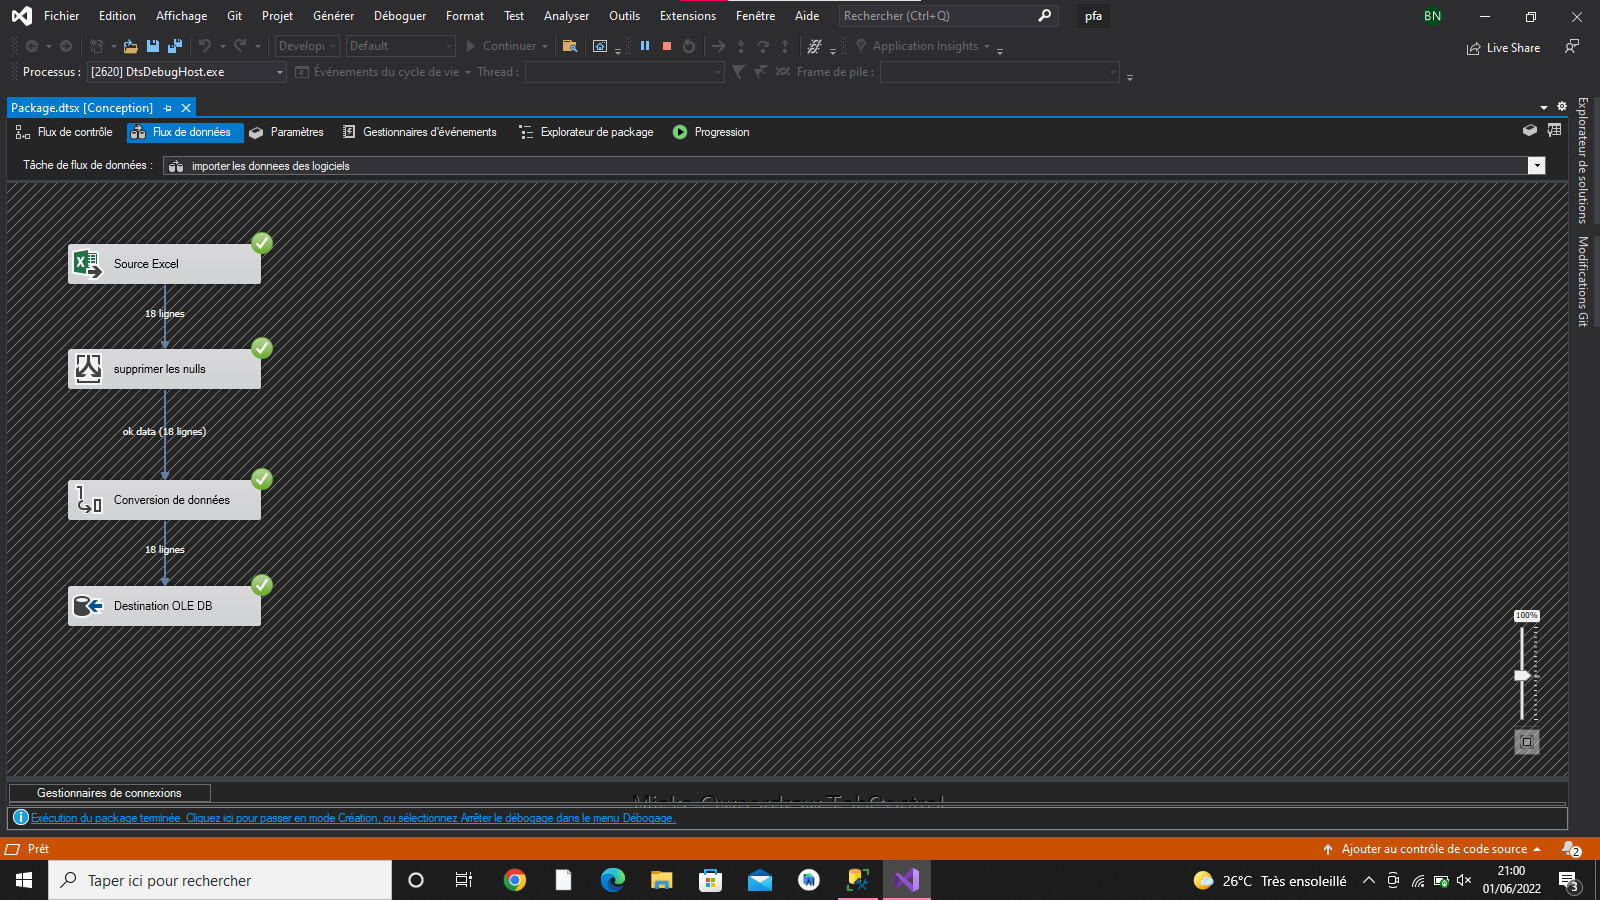 Fichier Edition Affichage Git Projet Générer Déboguer Format Test Analyser Outils Extensions Fenêtre Aide Rechercher (Ctrl+Q) pfa BN
Developi Default Continuer Application Insights Live Share
Processus : [2620] DtsDebugHost.exe Événements du cycle de vie Thread : Frame de pile :
Package.dtsx [Conception]
Flux de contrôle Flux de données Paramètres Gestionnaires d'événements Explorateur de package Progression
Tâche de flux de données : importer les donnees des logiciels
Explorateur de solutions
Modifications Git
Source Excel
18 lignes
supprimer les nulls
ok data (18 lignes)
Conversion de données
18 lignes
Destination OLE DB
100%
Gestionnaires de connexions
Exécution du package terminée. Cliquez ici pour passer en mode Création, ou sélectionnez Arrêter le débogage dans le menu Débogage.
Prêt Ajouter au contrôle de code source 2
Taper ici pour rechercher 26°C Très ensoleillé 21:00
01/06/2022 3